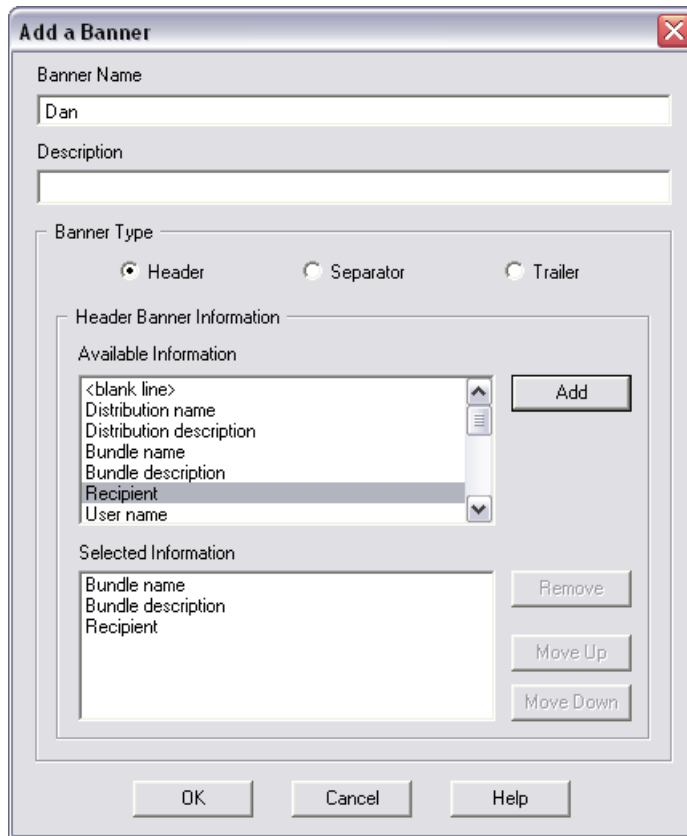 Add a Banner
Banner Name
Dan
Description
Banner Type
Header Separator Trailer
Header Banner Information
Available Information
<blank line>
Distribution name
Distribution description
Bundle name
Bundle description
Recipient
User name
Add
Selected Information
Bundle name
Bundle description
Recipient
Remove
Move Up
Move Down
OK Cancel Help